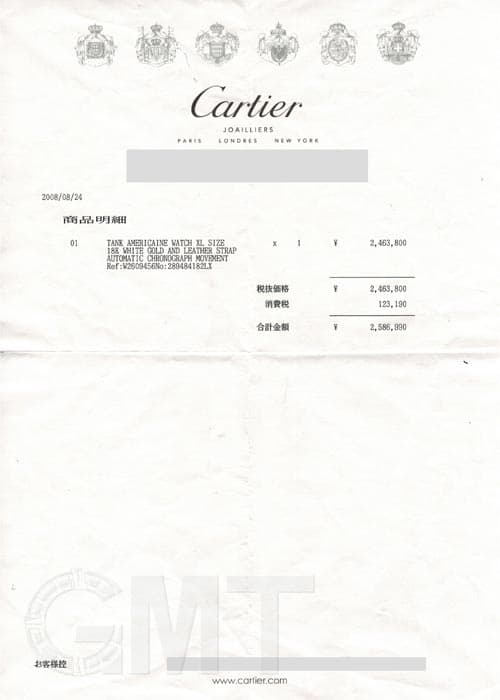 Cartier
JOAILLIERS
PARIS LONDRES NEW YORK
2008/08/24
商品明細
01 TANK AMERICAINE WATCH XL SIZE x 1 ¥ 2,463,800
18K WHITE GOLD AND LEATHER STRAP
AUTOMATIC CHRONOGRAPH MOVEMENT
Ref:W2609456No:289484182LX
税抜価格 ¥ 2,463,800
消費税 123,190
合計金額 ¥ 2,586,990
GMT
お客様控
www.cartier.com